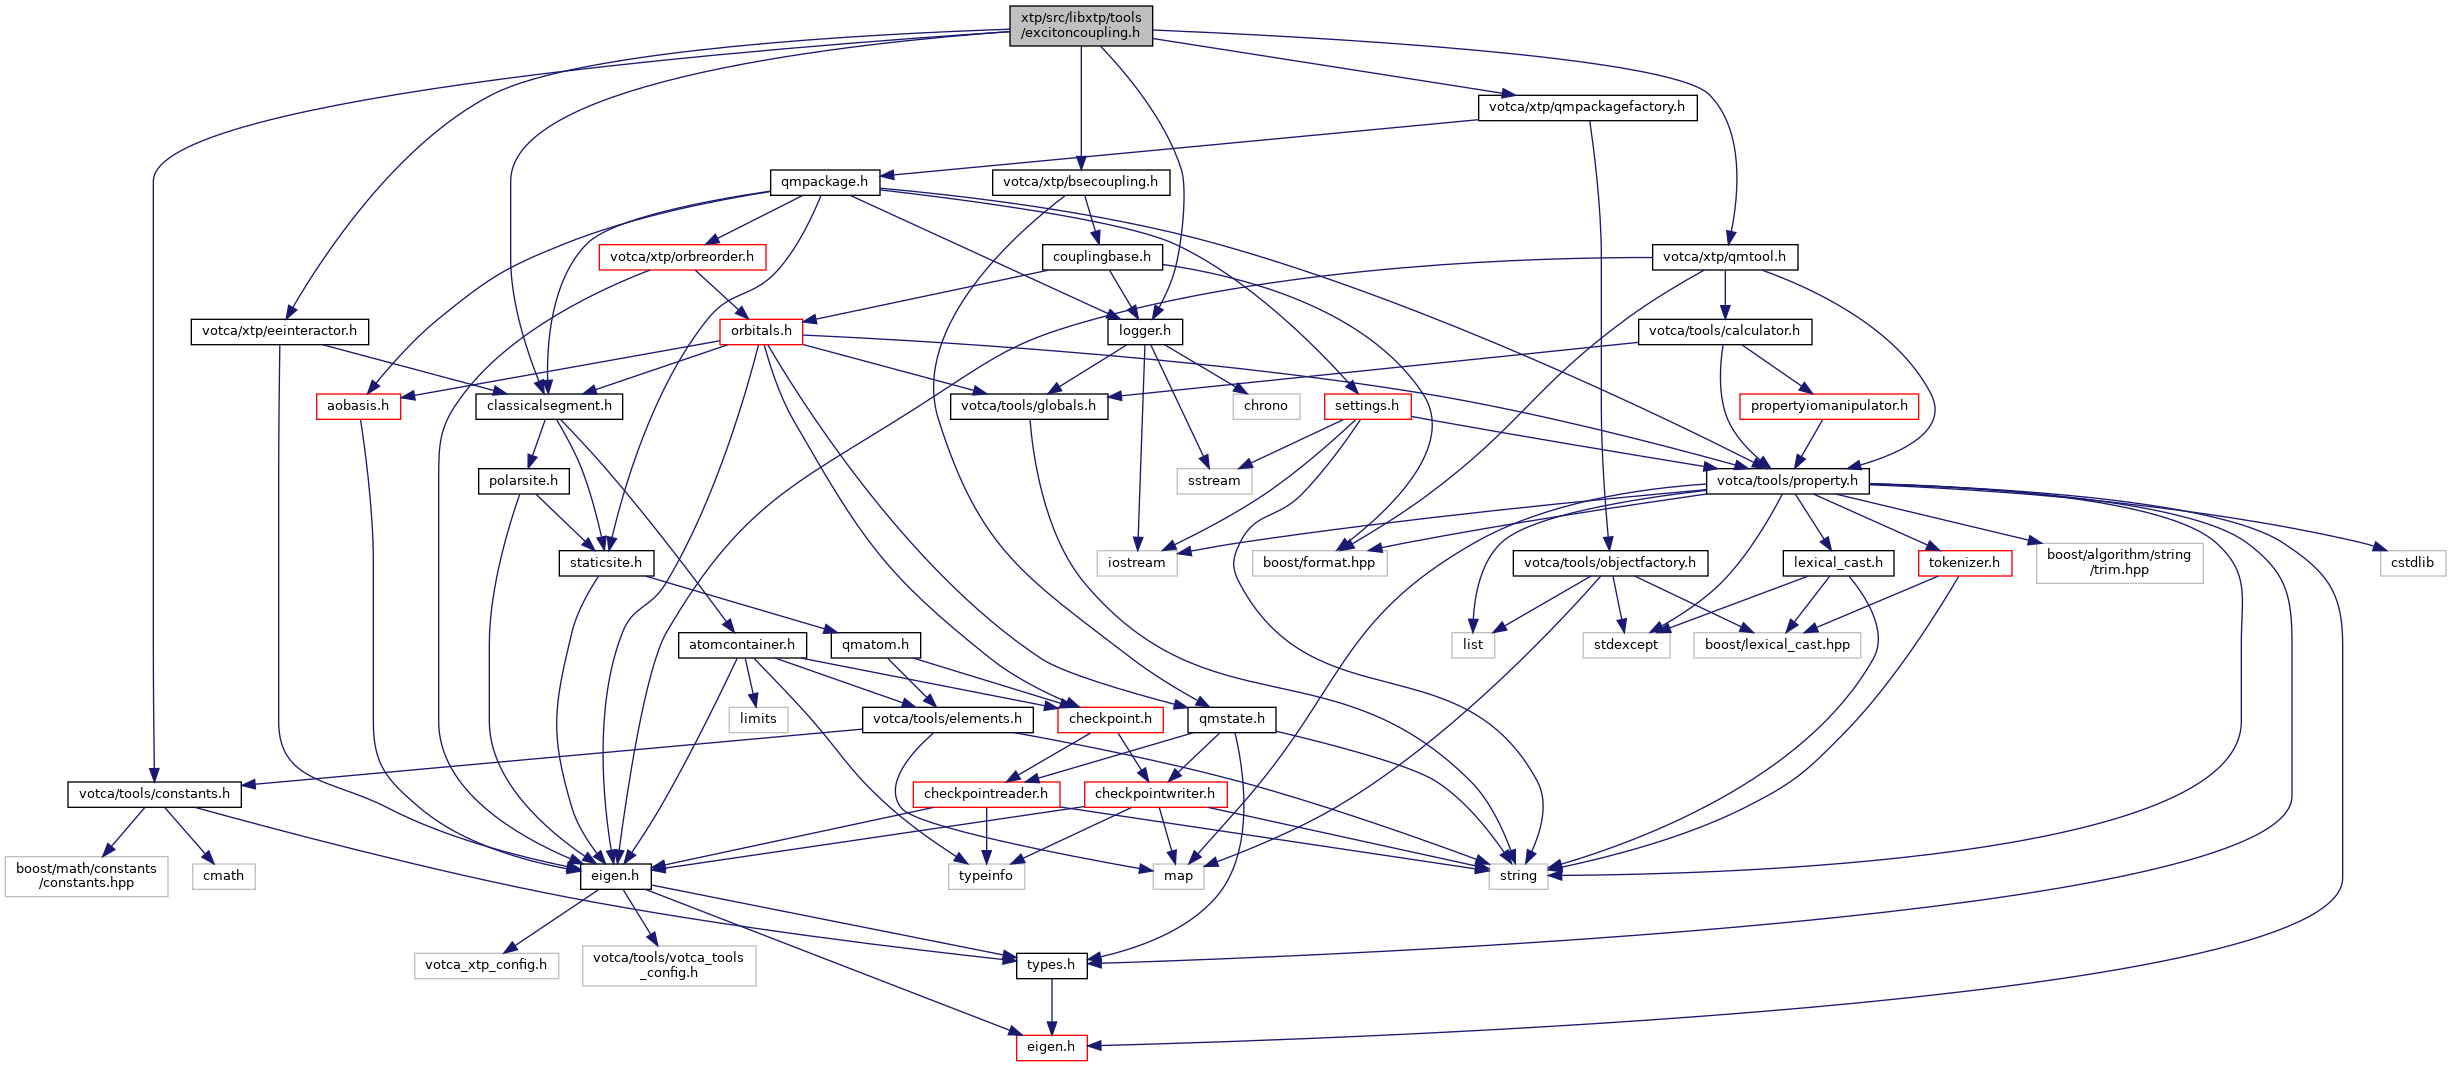 xtp/src/libxtp/tools
/excitoncoupling.h
votca/xtp/qmpackagefactory.h
qmpackage.h
votca/xtp/bsecoupling.h
votca/xtp/orbreorder.h
couplingbase.h
votca/xtp/qmtool.h
votca/xtp/eeinteractor.h
orbitals.h
logger.h
votca/tools/calculator.h
aobasis.h
classicalsegment.h
votca/tools/globals.h
chrono
settings.h
propertyiomanipulator.h
polarsite.h
sstream
votca/tools/property.h
staticsite.h
iostream
boost/format.hpp
votca/tools/objectfactory.h
lexical_cast.h
tokenizer.h
boost/algorithm/string
/trim.hpp
cstdlib
atomcontainer.h
qmatom.h
list
stdexcept
boost/lexical_cast.hpp
limits
votca/tools/elements.h
checkpoint.h
qmstate.h
votca/tools/constants.h
checkpointreader.h
checkpointwriter.h
boost/math/constants
/constants.hpp
cmath
eigen.h
typeinfo
map
string
votca_xtp_config.h
votca/tools/votca_tools
_config.h
types.h
eigen.h